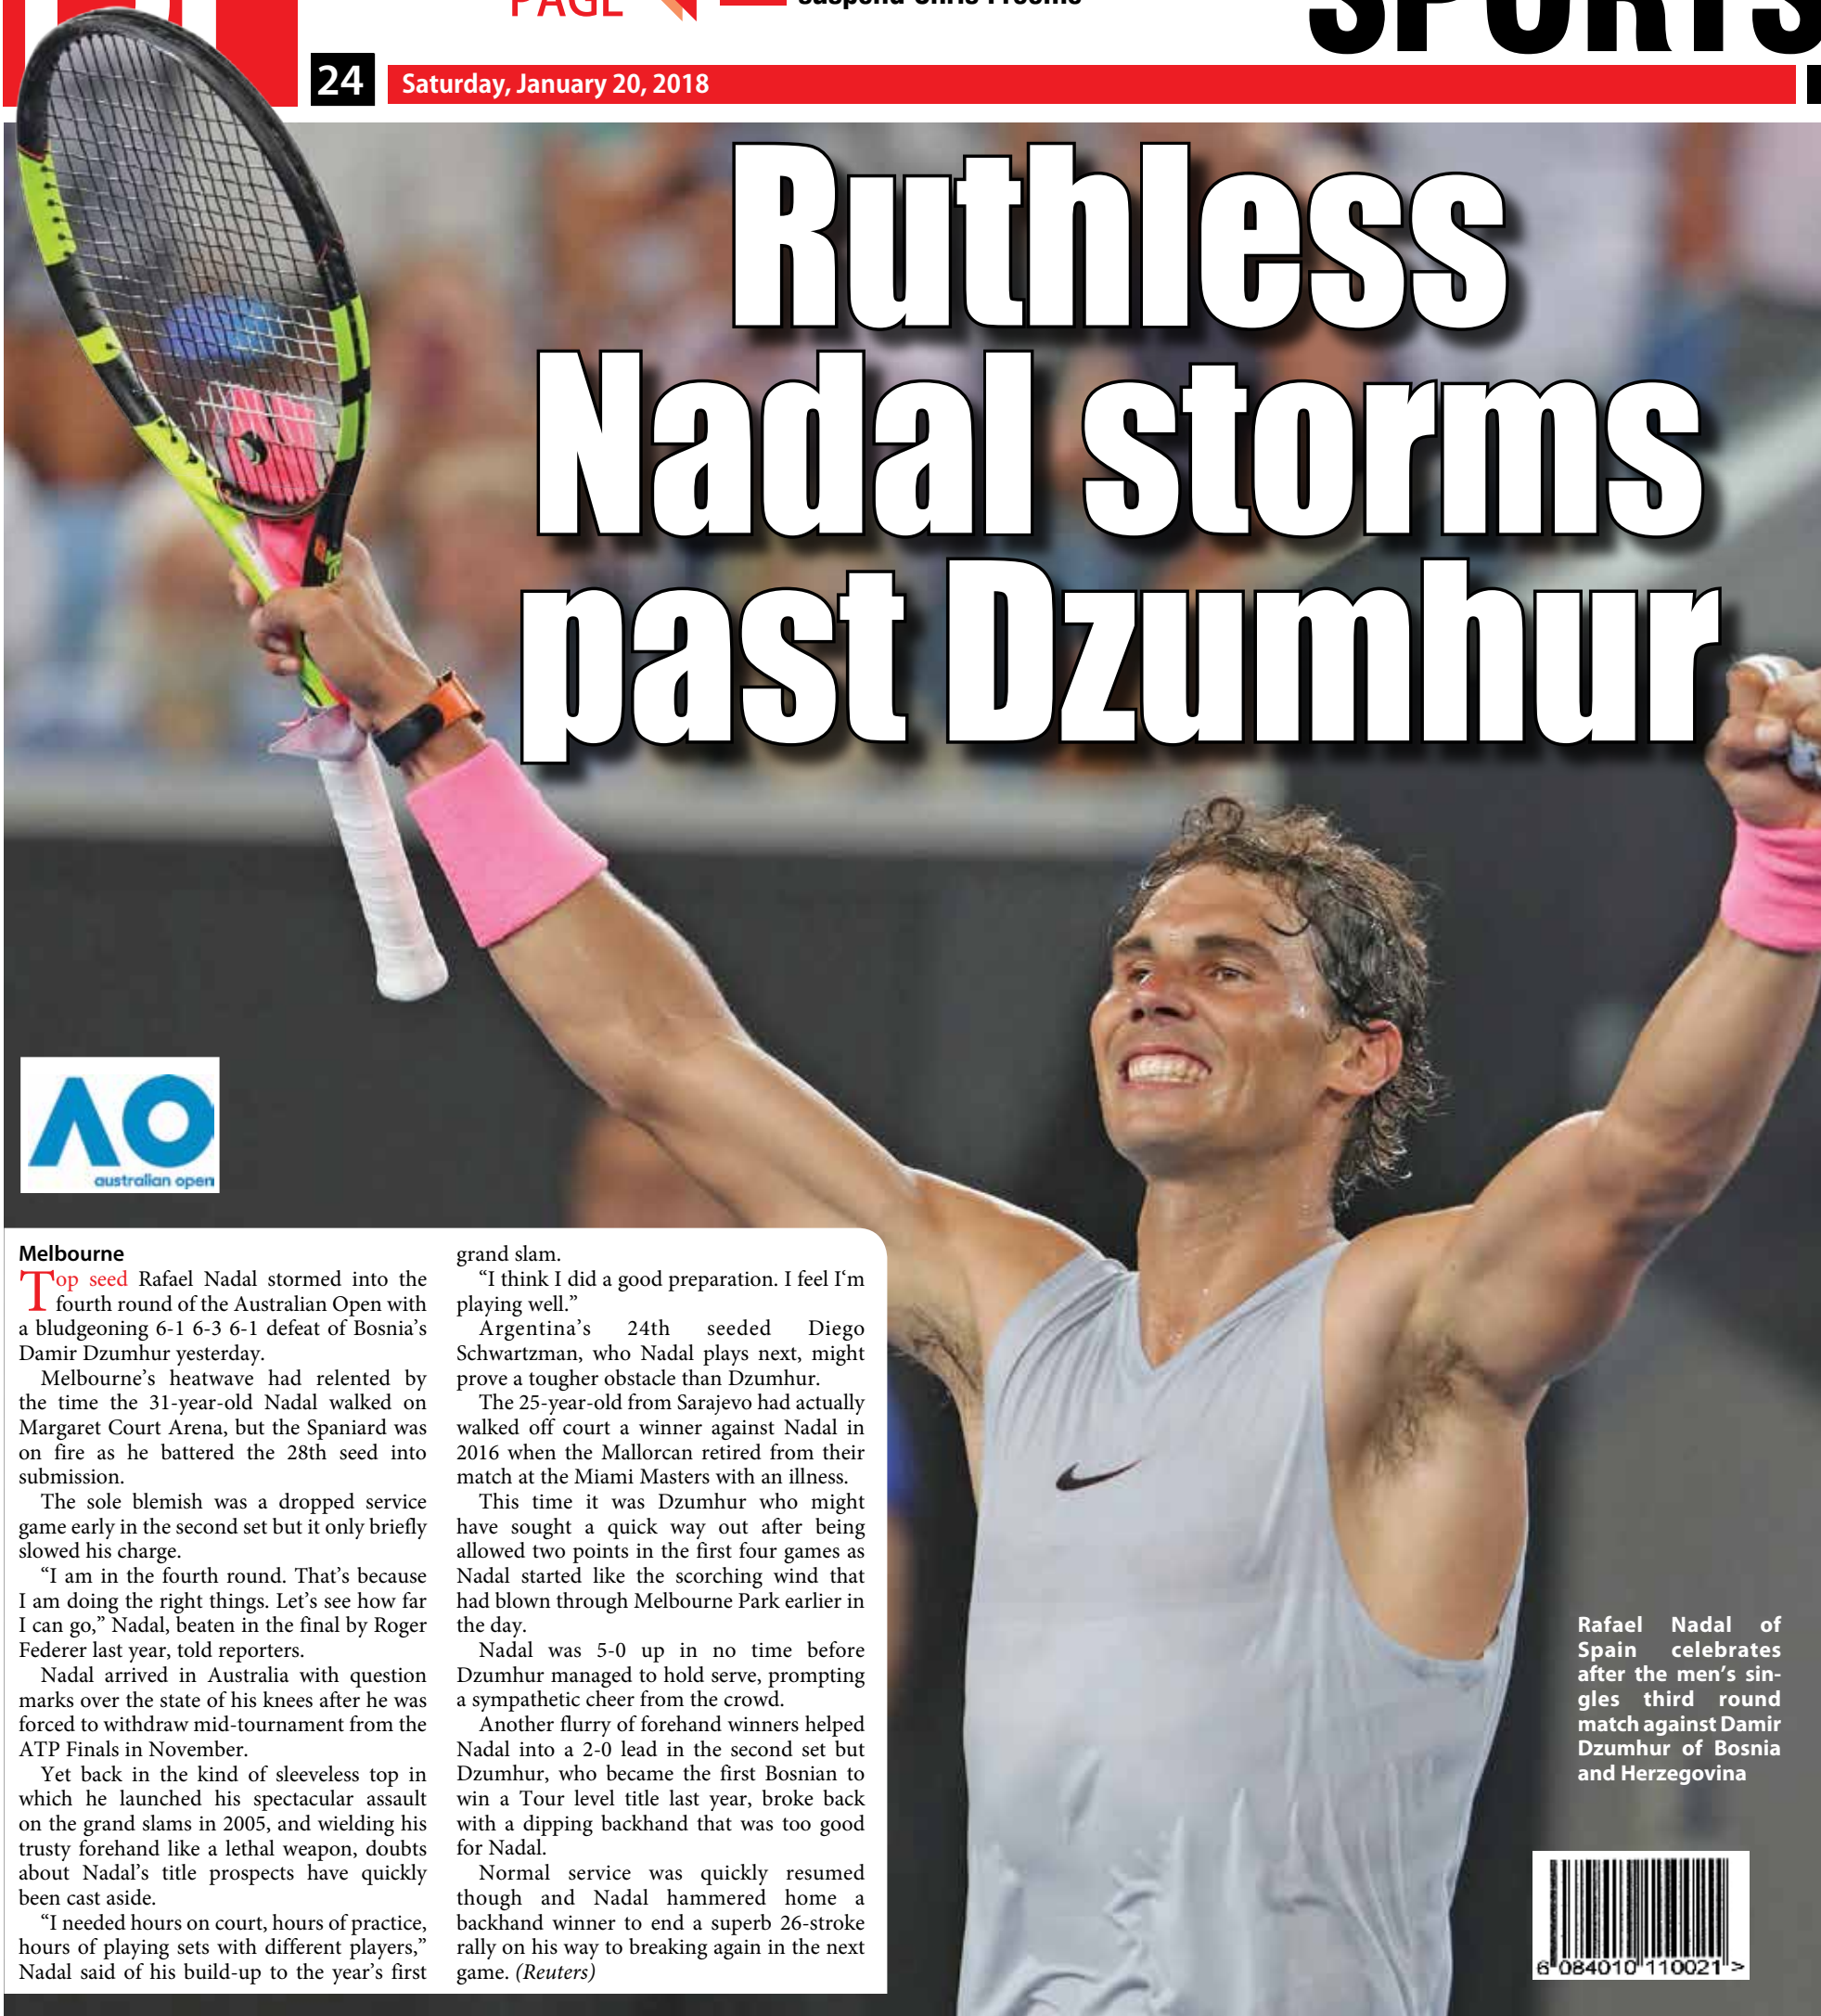 PAGE
suspend Chris Froome
SPORTS
24
Saturday, January 20, 2018
Ruthless
Nadal storms
past Dzumhur
AO
australian open
Melbourne
Top seed Rafael Nadal stormed into the
fourth round of the Australian Open with
a bludgeoning 6-1 6-3 6-1 defeat of Bosnia's
Damir Dzumhur yesterday.
Melbourne's heatwave had relented by
the time the 31-year-old Nadal walked on
Margaret Court Arena, but the Spaniard was
on fire as he battered the 28th seed into
submission.
The sole blemish was a dropped service
game early in the second set but it only briefly
slowed his charge.
“I am in the fourth round. That's because
I am doing the right things. Let's see how far
I can go,” Nadal, beaten in the final by Roger
Federer last year, told reporters.
Nadal arrived in Australia with question
marks over the state of his knees after he was
forced to withdraw mid-tournament from the
ATP Finals in November.
Yet back in the kind of sleeveless top in
which he launched his spectacular assault
on the grand slams in 2005, and wielding his
trusty forehand like a lethal weapon, doubts
about Nadal's title prospects have quickly
been cast aside.
“I needed hours on court, hours of practice,
hours of playing sets with different players,”
Nadal said of his build-up to the year's first
grand slam.
“I think I did a good preparation. I feel I‘m
playing well.”
Argentina's 24th seeded Diego
Schwartzman, who Nadal plays next, might
prove a tougher obstacle than Dzumhur.
The 25-year-old from Sarajevo had actually
walked off court a winner against Nadal in
2016 when the Mallorcan retired from their
match at the Miami Masters with an illness.
This time it was Dzumhur who might
have sought a quick way out after being
allowed two points in the first four games as
Nadal started like the scorching wind that
had blown through Melbourne Park earlier in
the day.
Nadal was 5-0 up in no time before
Dzumhur managed to hold serve, prompting
a sympathetic cheer from the crowd.
Another flurry of forehand winners helped
Nadal into a 2-0 lead in the second set but
Dzumhur, who became the first Bosnian to
win a Tour level title last year, broke back
with a dipping backhand that was too good
for Nadal.
Normal service was quickly resumed
though and Nadal hammered home a
backhand winner to end a superb 26-stroke
rally on his way to breaking again in the next
game. (Reuters)
Rafael Nadal of
Spain celebrates
after the men's sin-
gles third round
match against Damir
Dzumhur of Bosnia
and Herzegovina
6 084010 110021 >